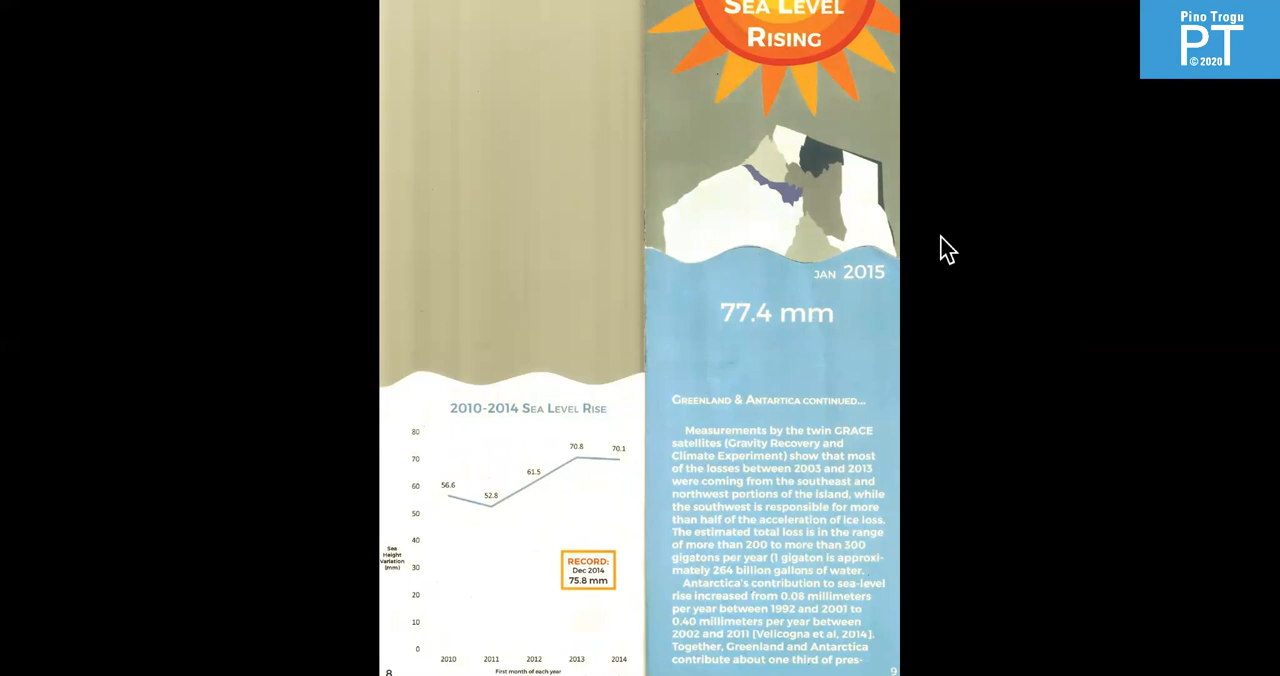 Pino Trogu
PT
©2020
2010-2014 Sea Level Rise
80
70
60
50
40
30
20
10
0
Sea
Height
Variation
(mm)
56.6
52.8
61.5
70.8
70.1
RECORD:
Dec 2014
75.8 mm
2010 2011 2012 2013 2014
First month of each year
8
Sea Level
Rising
Jan 2015
77.4 mm
Greenland & Antartica continued...
Measurements by the twin GRACE
satellites (Gravity Recovery and
Climate Experiment) show that most
of the losses between 2003 and 2013
were coming from the southeast and
northwest portions of the island, while
the southwest is responsible for more
than half of the acceleration of ice loss.
The estimated total loss is in the range
of more than 200 to more than 300
gigatons per year (1 gigaton is approxi-
mately 264 billion gallons of water.
Antarctica's contribution to sea-level
rise increased from 0.08 millimeters
per year between 1992 and 2001 to
0.40 millimeters per year between
2002 and 2011 [Velicogna et al, 2014].
Together, Greenland and Antarctica
contribute about one third of pres-
9